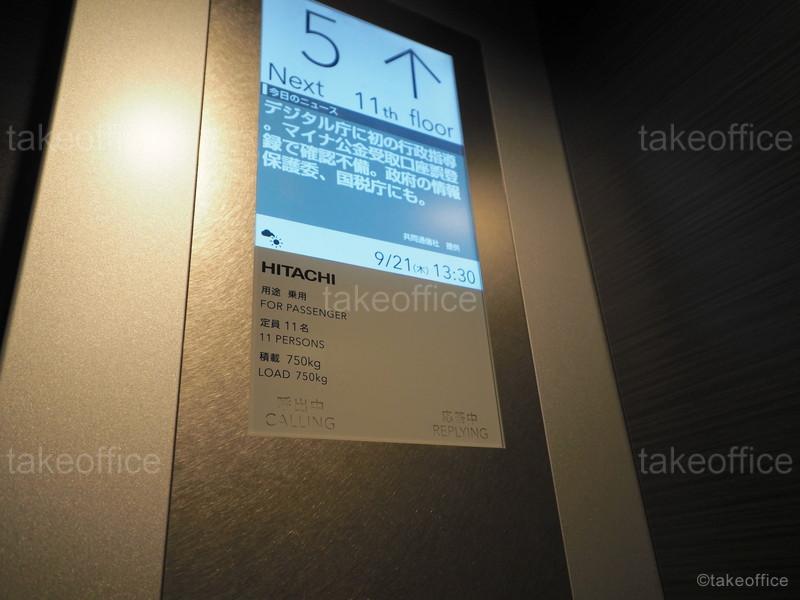 5 ↑
Next 11th floor
今日のニュース
デジタル庁に初の行政指導
。マイナ公金受取口座誤登
録で確認不備。政府の情報
保護委、国税庁にも。
共同通信社 提供
9/21(木) 13:30
HITACHI
用途 乗用
FOR PASSENGER
定員 11名
11 PERSONS
積載 750kg
LOAD 750kg
呼出中
CALLING
応答中
REPLYING
takeoffice
takeoffice
takeoffice
takeoffice
takeoffice
©takeoffice